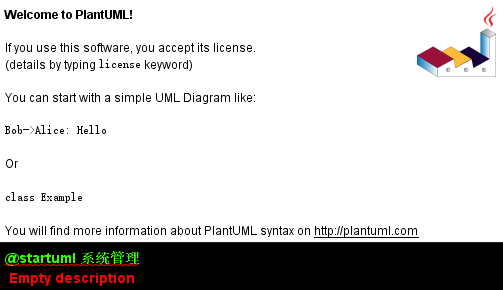 Welcome to PlantUML!
If you use this software, you accept its license.
(details by typing license keyword)
You can start with a simple UML Diagram like:
Bob->Alice: Hello
Or
class Example
You will find more information about PlantUML syntax on http://plantuml.com
@startuml 系统管理
Empty description